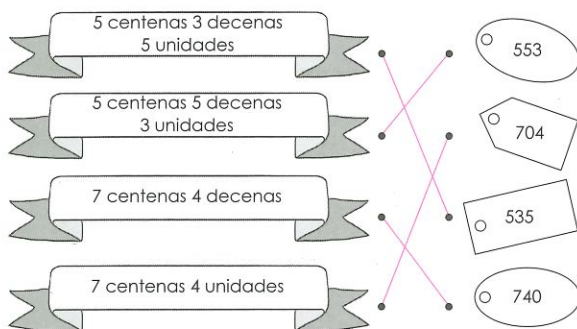 5 centenas 3 decenas
5 unidades
553
5 centenas 5 decenas
3 unidades
704
7 centenas 4 decenas
535
7 centenas 4 unidades
740